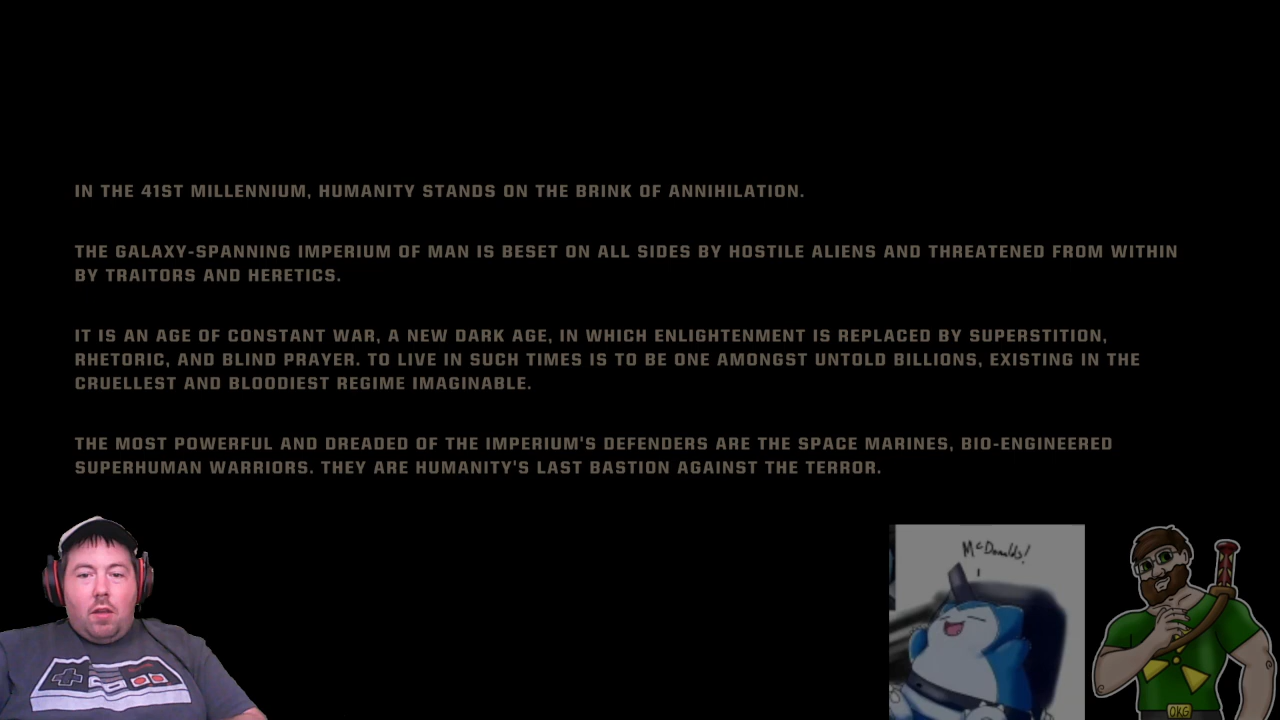 IN THE 41ST MILLENNIUM, HUMANITY STANDS ON THE BRINK OF ANNIHILATION.
THE GALAXY-SPANNING IMPERIUM OF MAN IS BESET ON ALL SIDES BY HOSTILE ALIENS AND THREATENED FROM WITHIN
BY TRAITORS AND HERETICS.
IT IS AN AGE OF CONSTANT WAR, A NEW DARK AGE, IN WHICH ENLIGHTENMENT IS REPLACED BY SUPERSTITION,
RHETORIC, AND BLIND PRAYER. TO LIVE IN SUCH TIMES IS TO BE ONE AMONGST UNTOLD BILLIONS, EXISTING IN THE
CRUELLEST AND BLOODIEST REGIME IMAGINABLE.
THE MOST POWERFUL AND DREADED OF THE IMPERIUM'S DEFENDERS ARE THE SPACE MARINES, BIO-ENGINEERED
SUPERHUMAN WARRIORS. THEY ARE HUMANITY'S LAST BASTION AGAINST THE TERROR.
McDonalds!
OKG